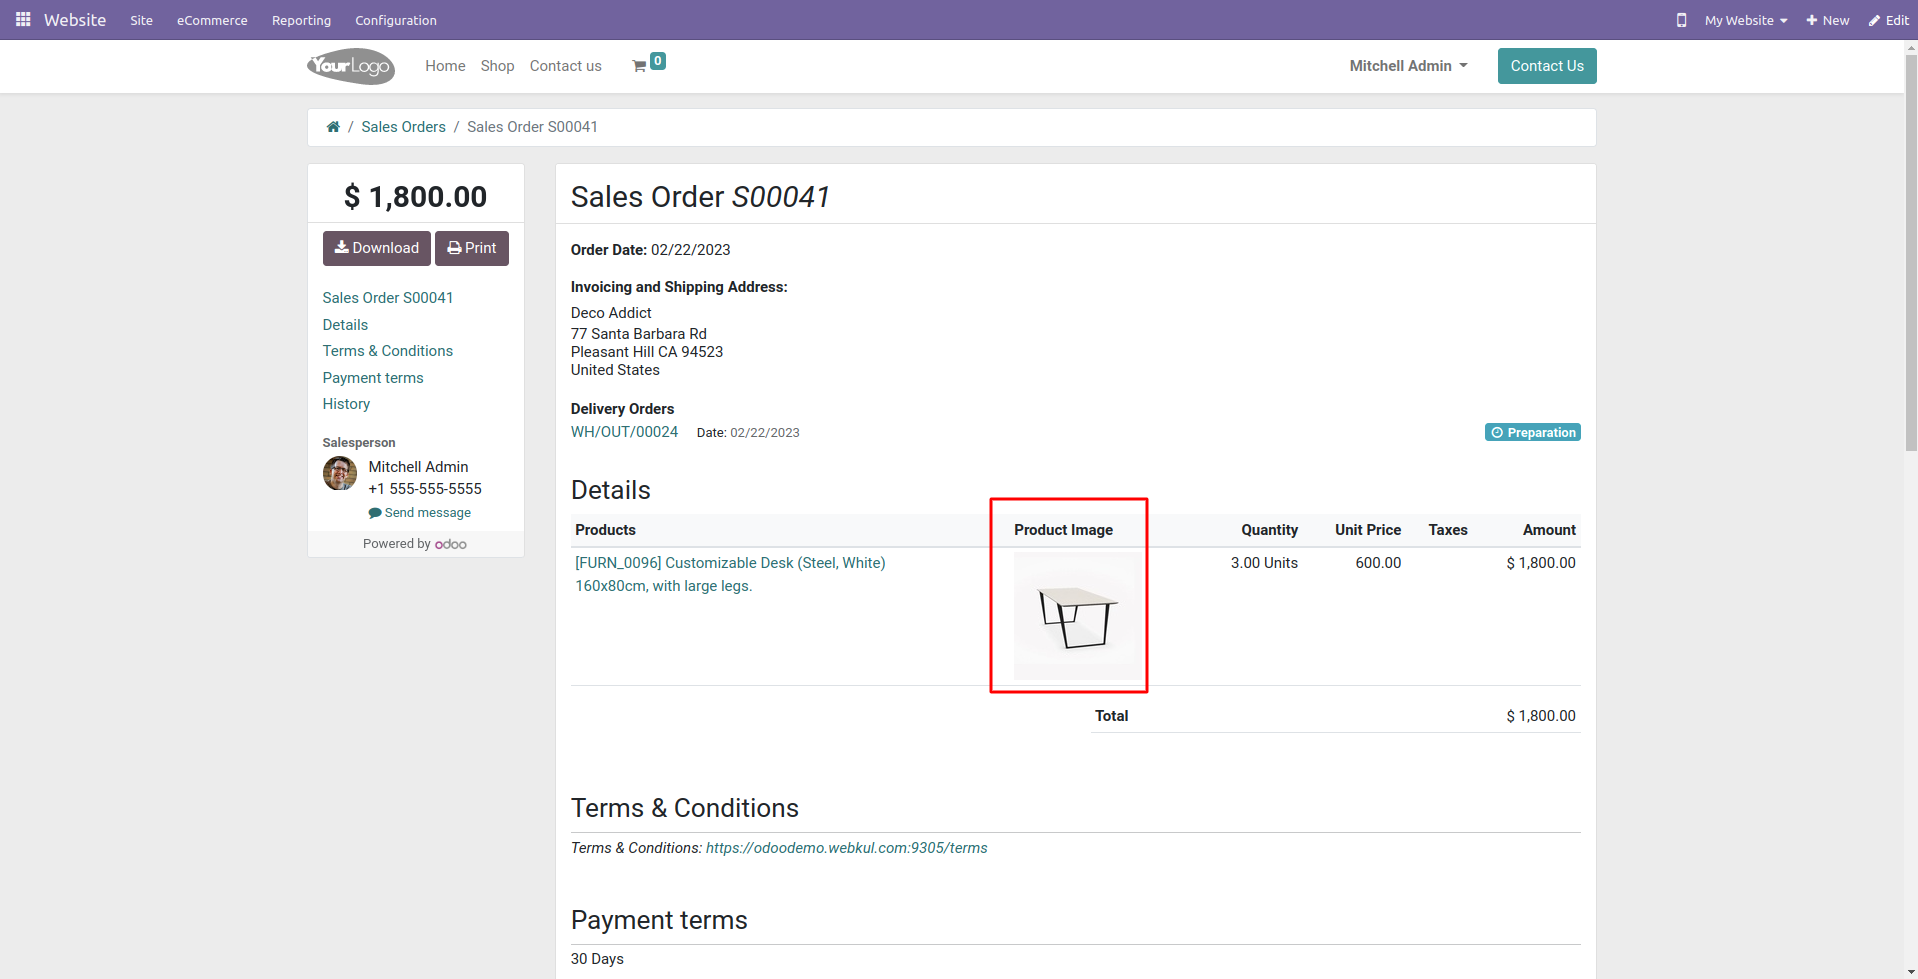 Website Site eCommerce Reporting Configuration My Website New Edit
YourLogo Home Shop Contact us 0 Mitchell Admin Contact Us
/ Sales Orders / Sales Order S00041
$ 1,800.00
Download Print
Sales Order S00041
Details
Terms & Conditions
Payment terms
History
Salesperson
Mitchell Admin
+1 555-555-5555
Send message
Powered by odoo
Sales Order S00041
Order Date: 02/22/2023
Invoicing and Shipping Address:
Deco Addict
77 Santa Barbara Rd
Pleasant Hill CA 94523
United States
Delivery Orders
WH/OUT/00024 Date: 02/22/2023 Preparation
Details
Products Product Image Quantity Unit Price Taxes Amount
[FURN_0096] Customizable Desk (Steel, White) 3.00 Units 600.00 $ 1,800.00
160x80cm, with large legs.
Total $ 1,800.00
Terms & Conditions
Terms & Conditions: https://odoodemo.webkul.com:9305/terms
Payment terms
30 Days